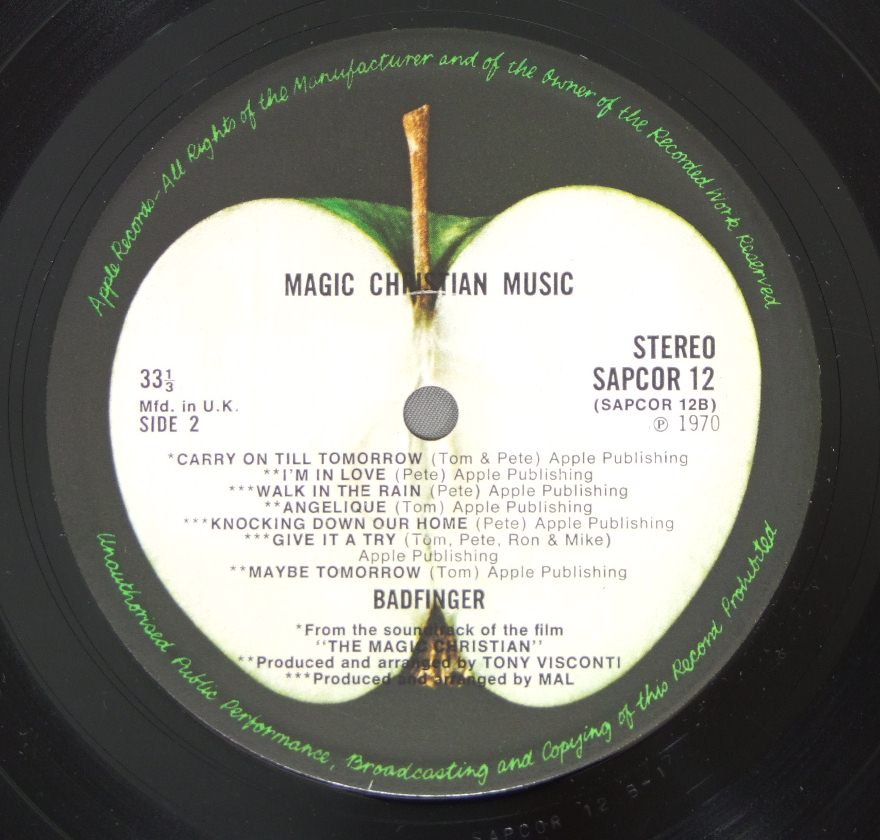 Apple Records - All Rights of the Manufacturer and of the Owner of the Recorded Work Reserved
MAGIC CHRISTIAN MUSIC
STEREO
SAPCOR 12
(SAPCOR 12B)
℗ 1970
33⅓
Mfd. in U.K.
SIDE 2
*CARRY ON TILL TOMORROW (Tom & Pete) Apple Publishing
**I'M IN LOVE (Pete) Apple Publishing
***WALK IN THE RAIN (Pete) Apple Publishing
**ANGELIQUE (Tom) Apple Publishing
***KNOCKING DOWN OUR HOME (Pete) Apple Publishing
***GIVE IT A TRY (Tom, Pete, Ron & Mike)
Apple Publishing
**MAYBE TOMORROW (Tom) Apple Publishing
BADFINGER
*From the soundtrack of the film
"THE MAGIC CHRISTIAN"
**Produced and arranged by TONY VISCONTI
***Produced and arranged by MAL
Unauthorised Public Performance, Broadcasting and Copying of this Record Prohibited
SAPCOR 12 B-1